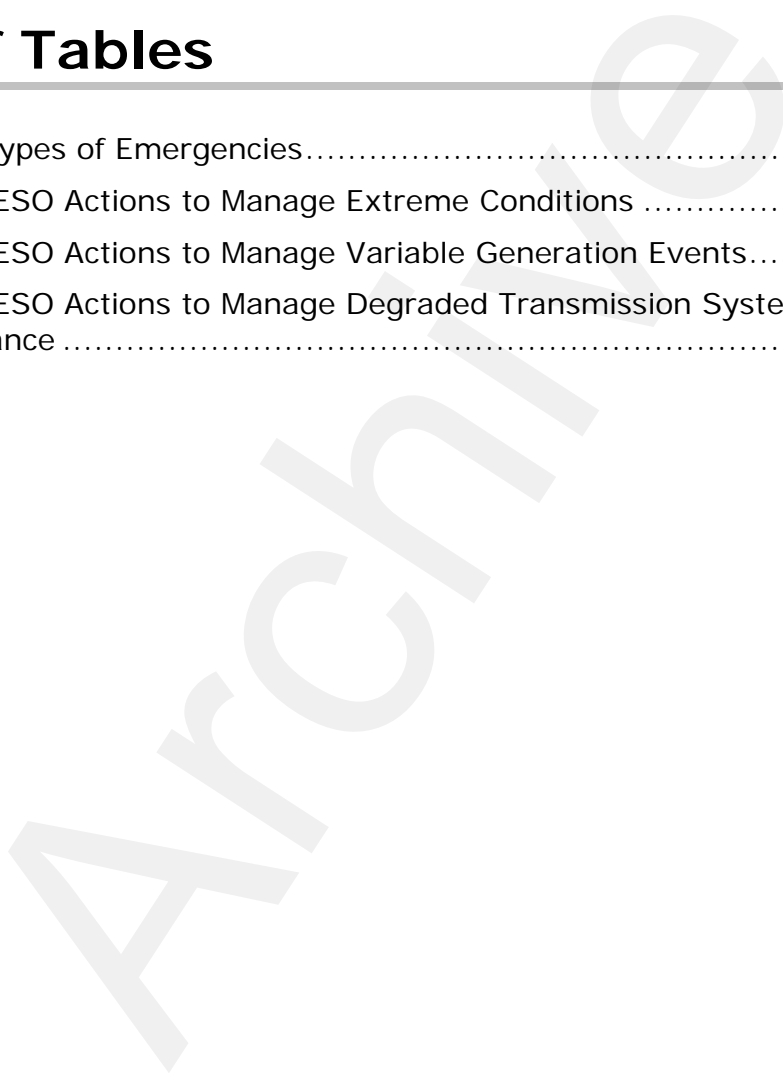 f Tables
ypes of Emergencies............................................
ESO Actions to Manage Extreme Conditions .............
ESO Actions to Manage Variable Generation Events...
ESO Actions to Manage Degraded Transmission Syste
ance ....................................................................
Archive